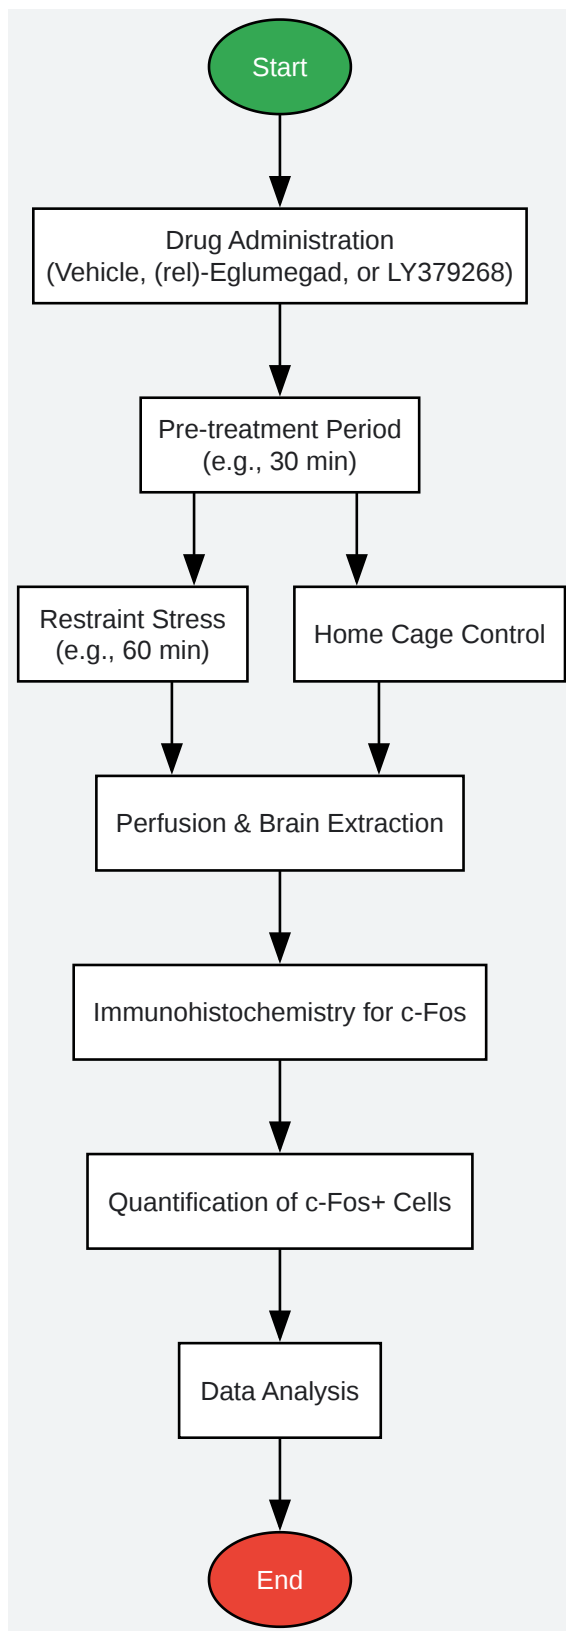 Start
Drug Administration
(Vehicle, (rel)-Eglumegad, or LY379268)
Pre-treatment Period
(e.g., 30 min)
Restraint Stress
(e.g., 60 min)
Home Cage Control
Perfusion & Brain Extraction
Immunohistochemistry for c-Fos
Quantification of c-Fos+ Cells
Data Analysis
End